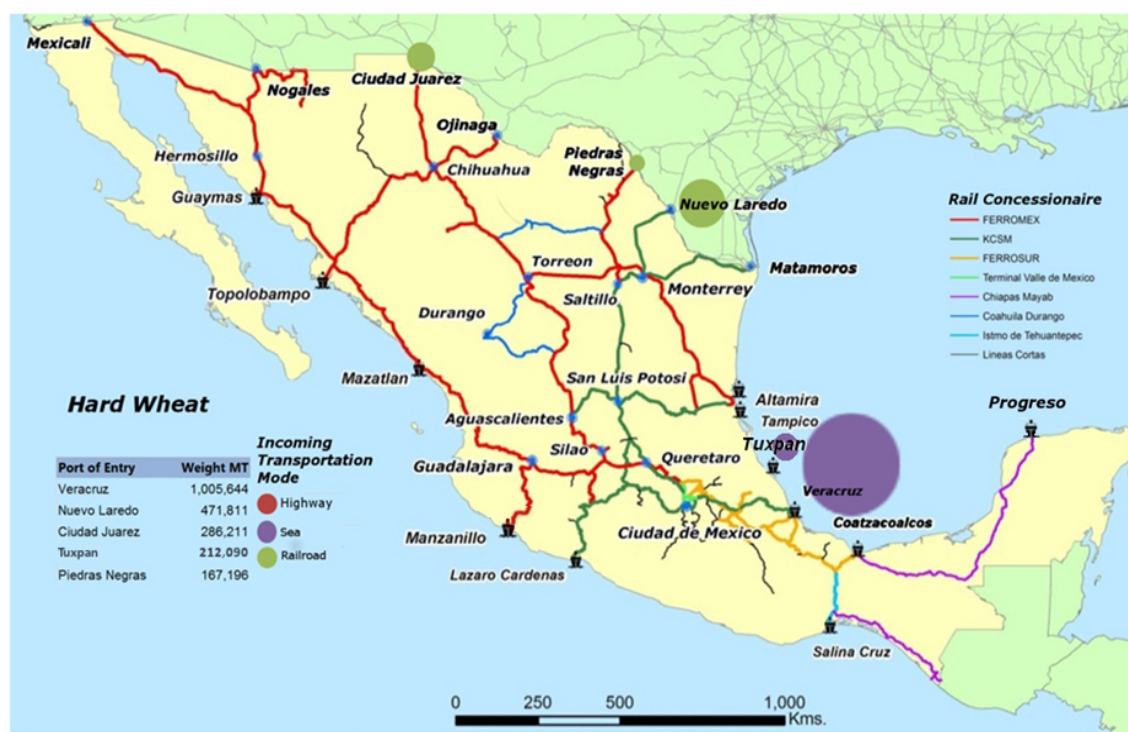 Mexicali
Nogales
Ciudad Juarez
Ojinaga
Hermosillo
Chihuahua
Piedras
Negras
Guaymas
Nuevo Laredo
Topolobampo
Torreon
Saltillo
Monterrey
Matamoros
Durango
Mazatlan
San Luis Potosi
Altamira
Tampico
Aguascalientes
Silao
Tuxpan
Progreso
Guadalajara
Queretaro
Veracruz
Coatzacoalcos
Ciudad de Mexico
Manzanillo
Lazaro Cardenas
Salina Cruz
Rail Concessionaire
FERROMEX
KCSM
FERROSUR
Terminal Valle de Mexico
Chiapas Mayab
Coahuila Durango
Istmo de Tehuantepec
Lineas Cortas
Hard Wheat
Port of Entry Weight MT
Veracruz 1,005,644
Nuevo Laredo 471,811
Ciudad Juarez 286,211
Tuxpan 212,090
Piedras Negras 167,196
Incoming
Transportation
Mode
Highway
Sea
Railroad
0 250 500 1,000
Kms.